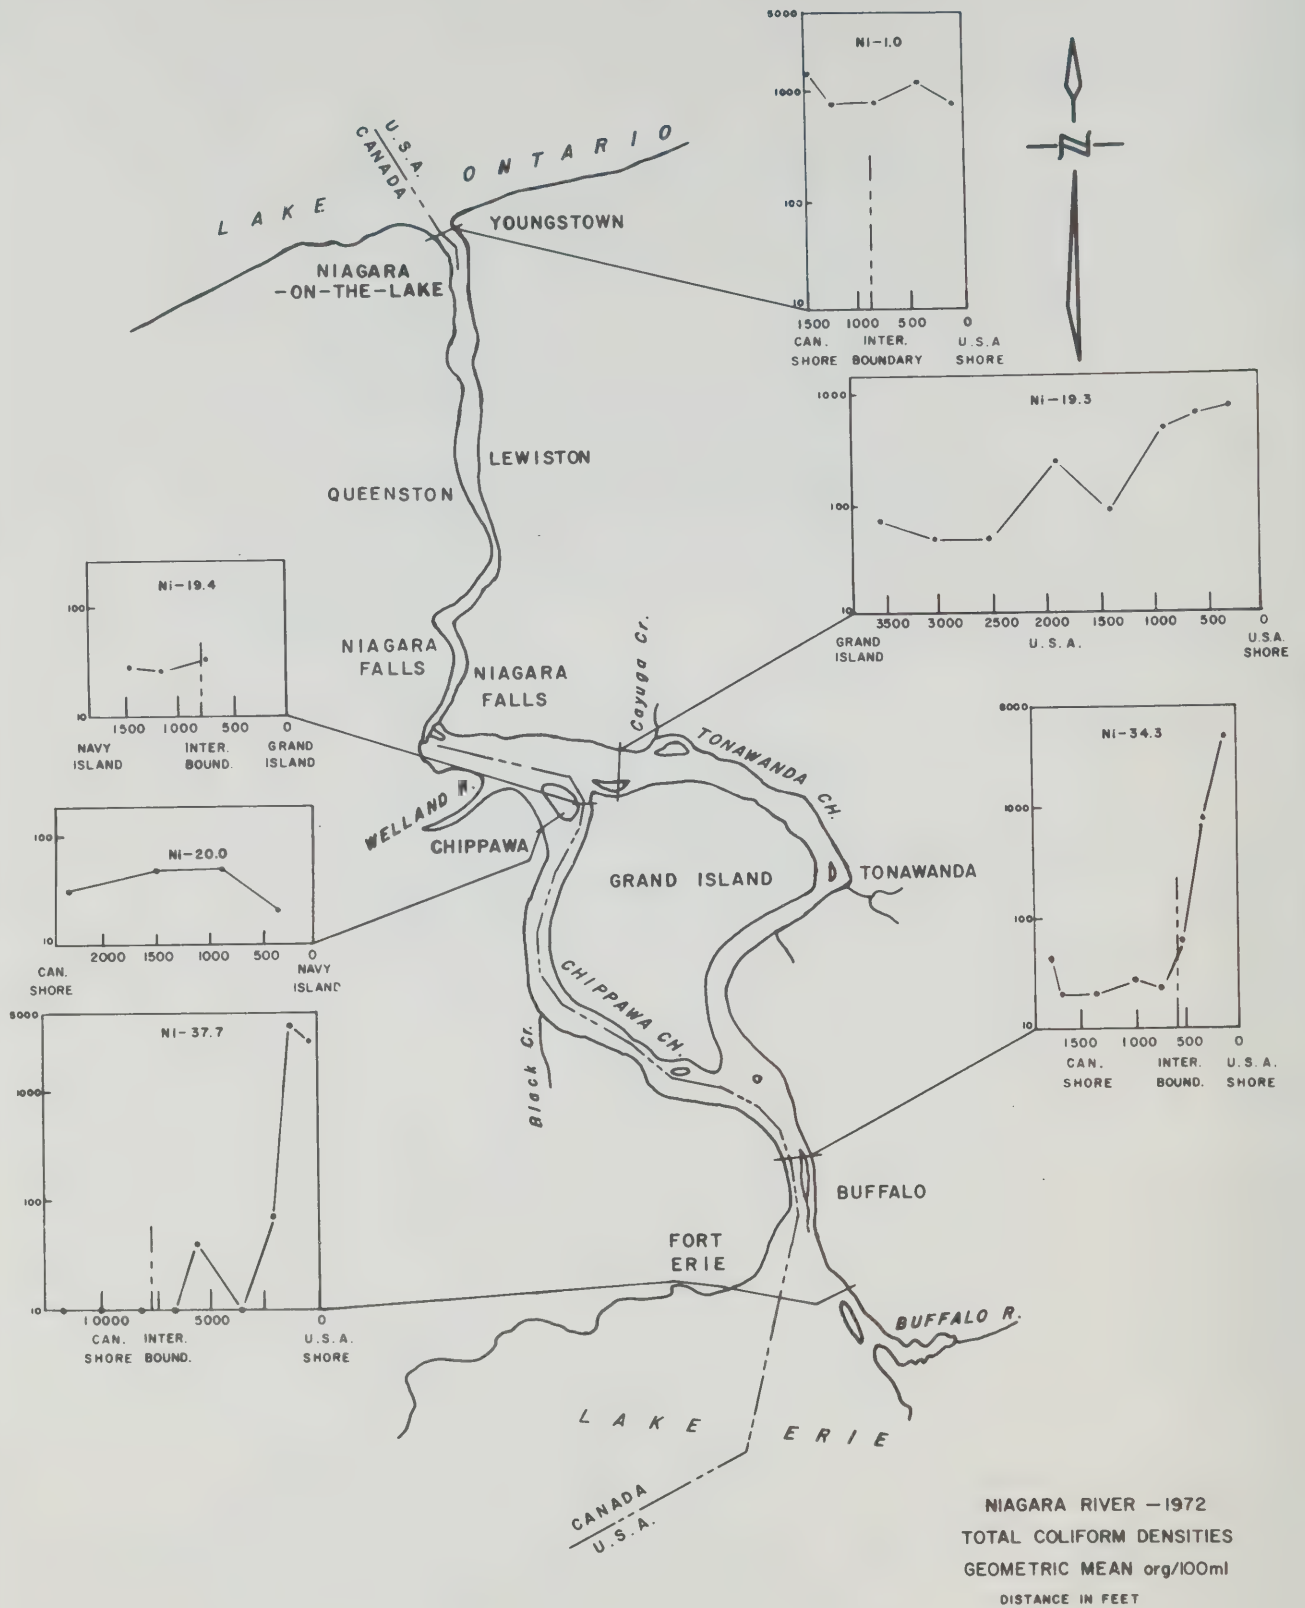 5000
Ni-1.0
1000
100
10
1500 1000 500 0
CAN. INTER. U.S.A
SHORE BOUNDARY SHORE
N
U.S.A.
CANADA
LAKE ONTARIO
YOUNGSTOWN
NIAGARA
-ON-THE-LAKE
LEWISTON
QUEENSTON
1000
Ni-19.3
100
10
3500 3000 2500 2000 1500 1000 500 0
GRAND U.S.A. U.S.A.
ISLAND SHORE
Ni-19.4
100
10
1500 1000 500 0
NAVY INTER. GRAND
ISLAND BOUND. ISLAND
NIAGARA
FALLS
NIAGARA
FALLS
Cayuga Cr.
TONAWANDA CH.
WELLAND R.
CHIPPAWA
GRAND ISLAND
TONAWANDA
100
Ni-20.0
10
2000 1500 1000 500 0
CAN. NAVY
SHORE ISLAND
5000
Ni-34.3
1000
100
10
1500 1000 500 0
CAN. INTER. U.S.A.
SHORE BOUND. SHORE
CHIPPAWA CH.
Black Cr.
5000
Ni-37.7
1000
100
10
10000 5000 0
CAN. INTER. U.S.A.
SHORE BOUND. SHORE
BUFFALO
FORT
ERIE
BUFFALO R.
LAKE ERIE
CANADA
U.S.A.
NIAGARA RIVER -1972
TOTAL COLIFORM DENSITIES
GEOMETRIC MEAN org/100ml
DISTANCE IN FEET